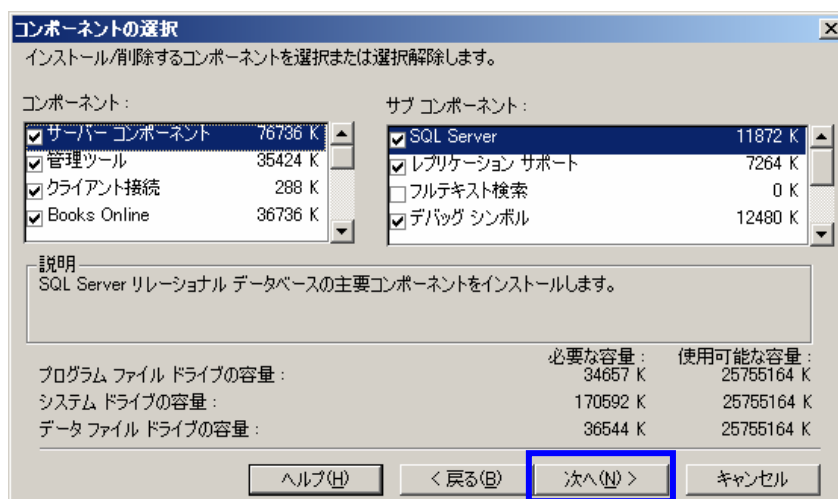 コンポーネントの選択
インストール/削除するコンポーネントを選択または選択解除します。
コンポーネント :
サブ コンポーネント :
サーバー コンポーネント 76736 K
管理ツール 35424 K
クライアント接続 288 K
Books Online 36736 K
SQL Server 11872 K
レプリケーション サポート 7264 K
フルテキスト検索 0 K
デバッグ シンボル 12480 K
説明
SQL Server リレーショナル データベースの主要コンポーネントをインストールします。
必要な容量 : 使用可能な容量 :
プログラム ファイル ドライブの容量 : 34657 K 25755164 K
システム ドライブの容量 : 170592 K 25755164 K
データ ファイル ドライブの容量 : 36544 K 25755164 K
ヘルプ(H) < 戻る(B) 次へ(N) > キャンセル